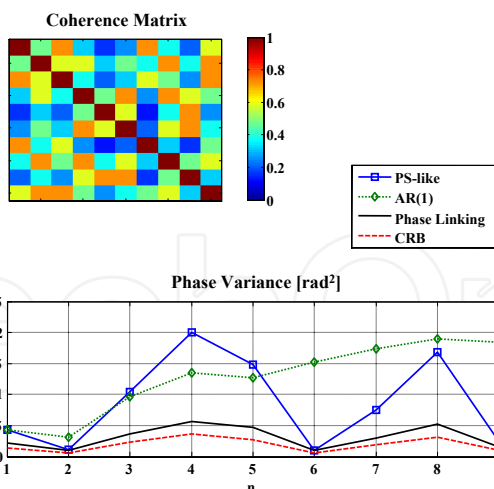 Coherence Matrix
1
0.8
0.6
0.4
0.2
0
PS-like
AR(1)
Phase Linking
CRB
Phase Variance [rad²]
1 2 3 4 5 6 7 8
n